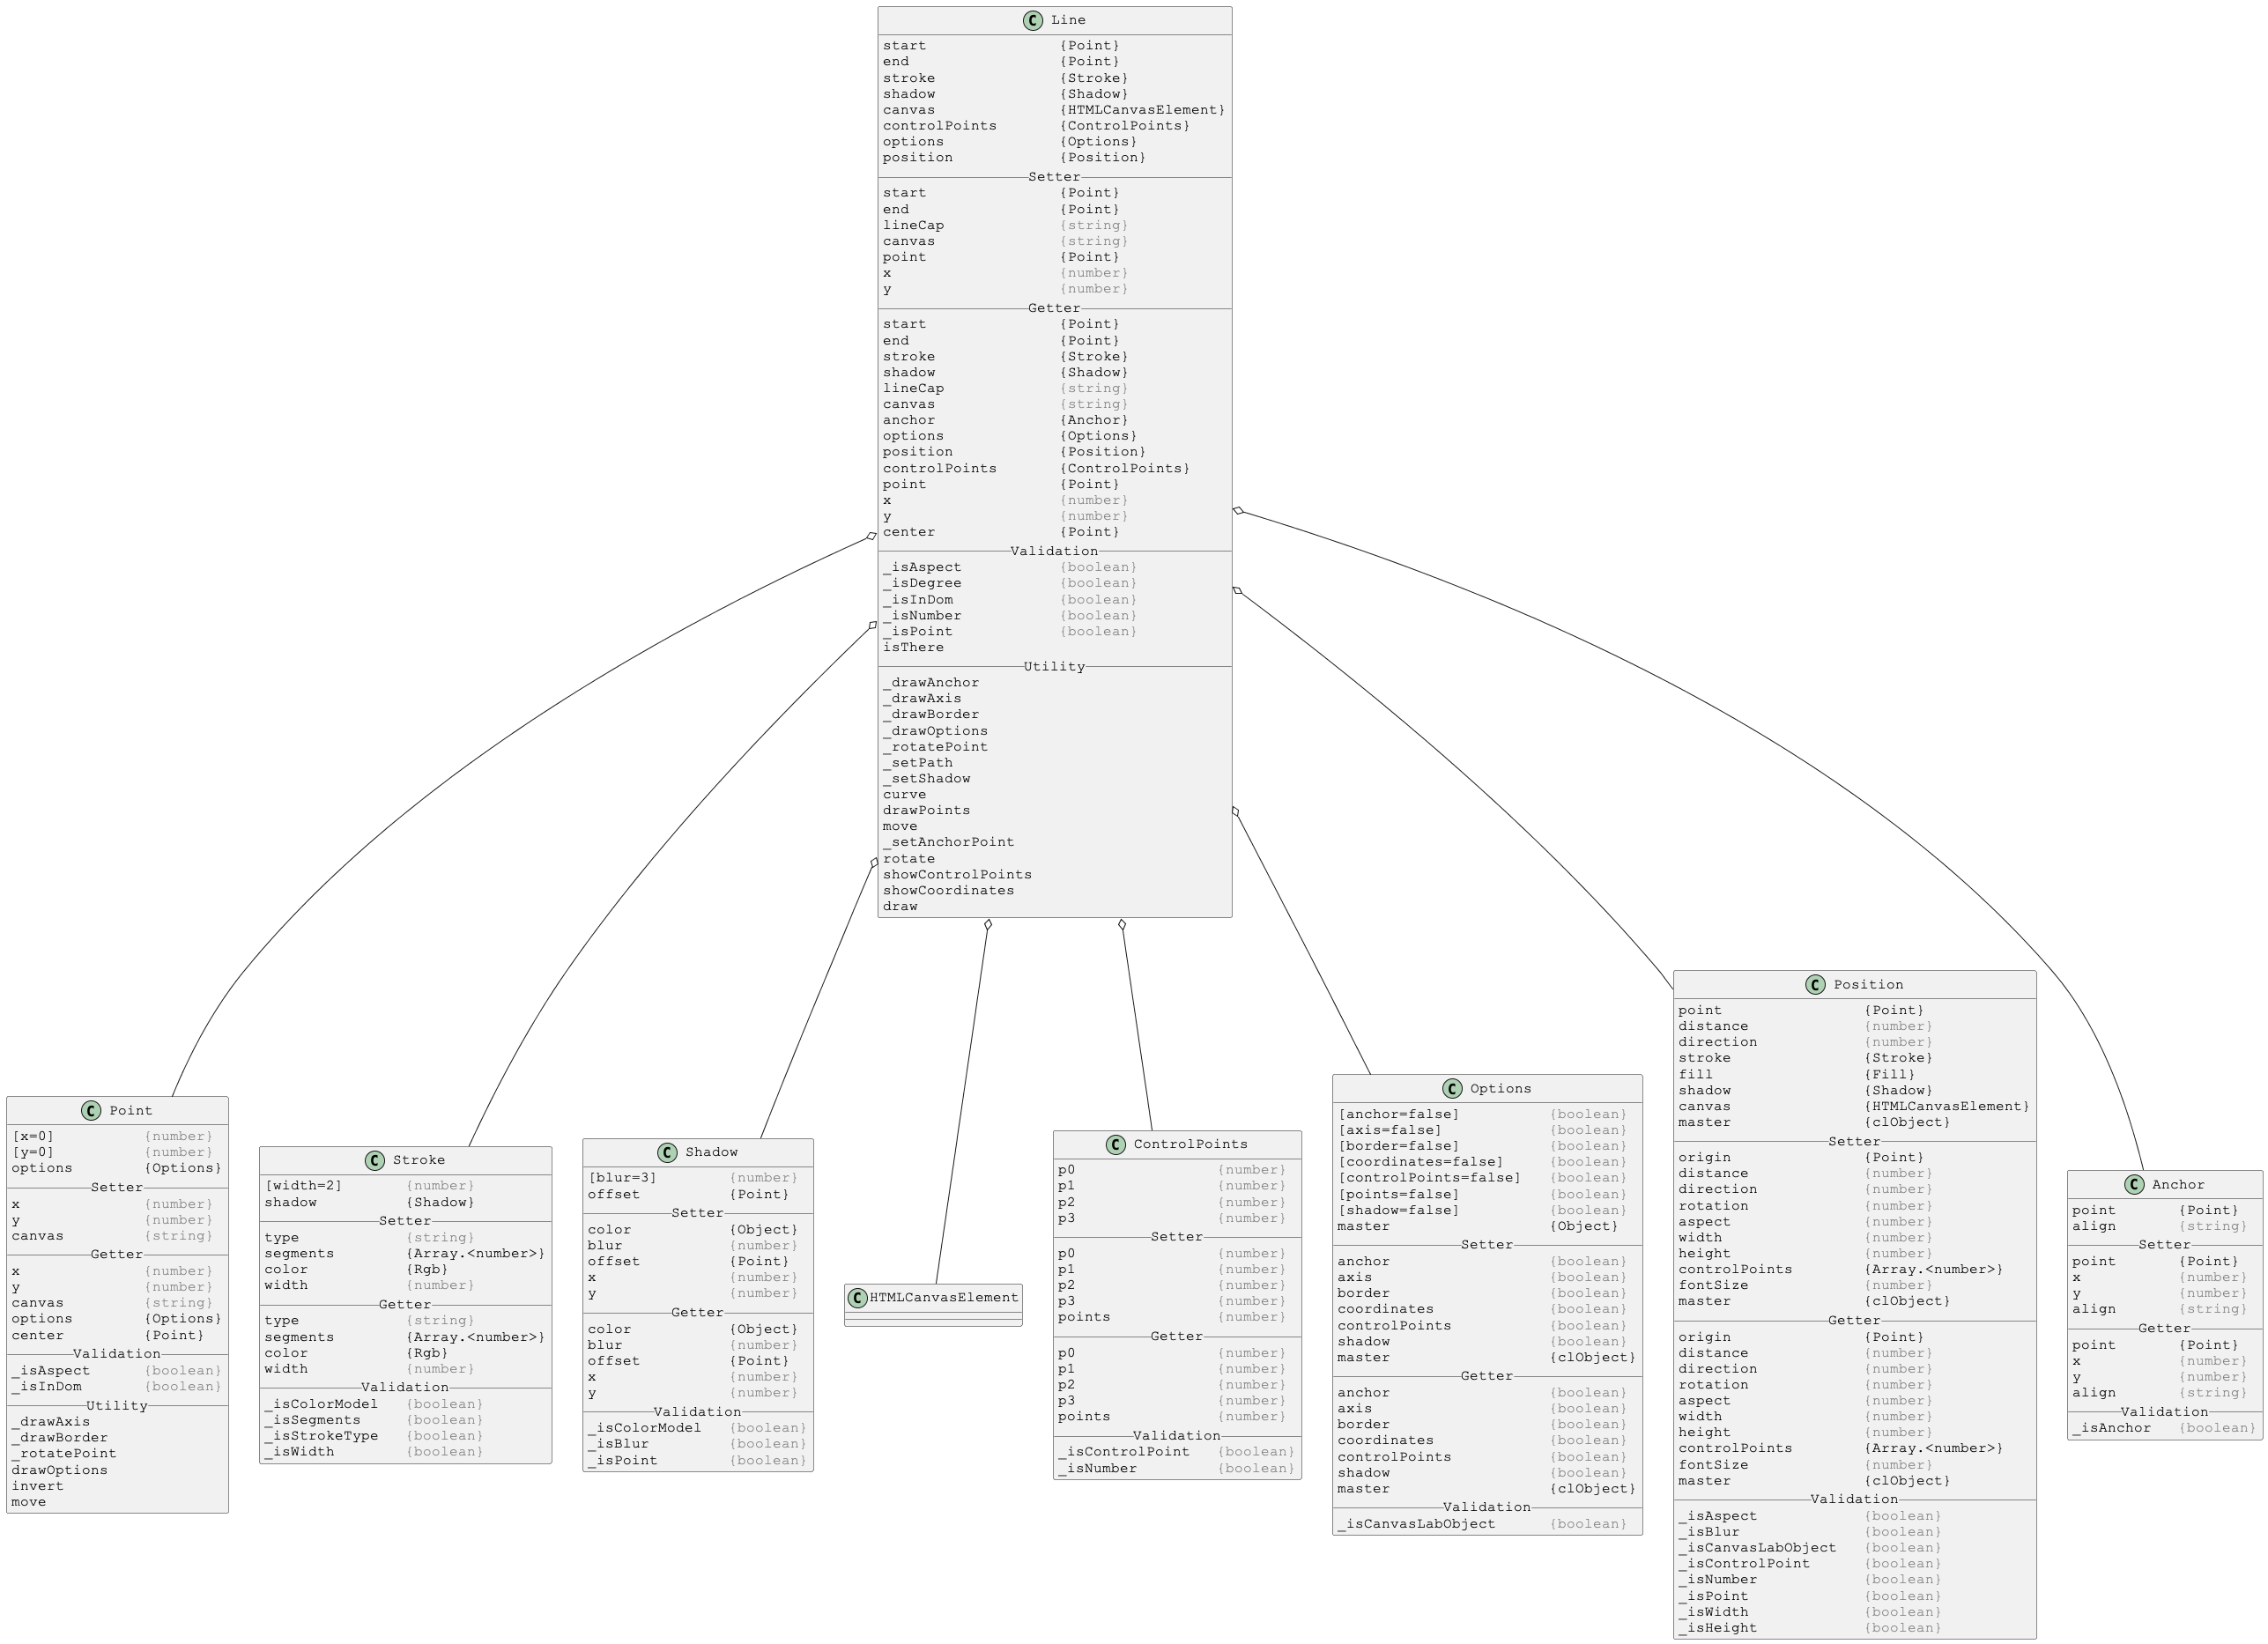 C Line
start {Point}
end {Point}
stroke {Stroke}
shadow {Shadow}
canvas {HTMLCanvasElement}
controlPoints {ControlPoints}
options {Options}
position {Position}
Setter
start {Point}
end {Point}
lineCap {string}
canvas {string}
point {Point}
x {number}
y {number}
Getter
start {Point}
end {Point}
stroke {Stroke}
shadow {Shadow}
lineCap {string}
canvas {string}
anchor {Anchor}
options {Options}
position {Position}
controlPoints {ControlPoints}
point {Point}
x {number}
y {number}
center {Point}
Validation
_isAspect {boolean}
_isDegree {boolean}
_isInDom {boolean}
_isNumber {boolean}
_isPoint {boolean}
isThere
Utility
_drawAnchor
_drawAxis
_drawBorder
_drawOptions
_rotatePoint
_setPath
_setShadow
curve
drawPoints
move
_setAnchorPoint
rotate
showControlPoints
showCoordinates
draw
C Point
[x=0] {number}
[y=0] {number}
options {Options}
Setter
x {number}
y {number}
canvas {string}
Getter
x {number}
y {number}
canvas {string}
options {Options}
center {Point}
Validation
_isAspect {boolean}
_isInDom {boolean}
Utility
_drawAxis
_drawBorder
_rotatePoint
drawOptions
invert
move
C Stroke
[width=2] {number}
shadow {Shadow}
Setter
type {string}
segments {Array.<number>}
color {Rgb}
width {number}
Getter
type {string}
segments {Array.<number>}
color {Rgb}
width {number}
Validation
_isColorModel {boolean}
_isSegments {boolean}
_isStrokeType {boolean}
_isWidth {boolean}
C Shadow
[blur=3] {number}
offset {Point}
Setter
color {Object}
blur {number}
offset {Point}
x {number}
y {number}
Getter
color {Object}
blur {number}
offset {Point}
x {number}
y {number}
Validation
_isColorModel {boolean}
_isBlur {boolean}
_isPoint {boolean}
C HTMLCanvasElement
C ControlPoints
p0 {number}
p1 {number}
p2 {number}
p3 {number}
Setter
p0 {number}
p1 {number}
p2 {number}
p3 {number}
points {number}
Getter
p0 {number}
p1 {number}
p2 {number}
p3 {number}
points {number}
Validation
_isControlPoint {boolean}
_isNumber {boolean}
C Options
[anchor=false] {boolean}
[axis=false] {boolean}
[border=false] {boolean}
[coordinates=false] {boolean}
[controlPoints=false] {boolean}
[points=false] {boolean}
[shadow=false] {boolean}
master {Object}
Setter
anchor {boolean}
axis {boolean}
border {boolean}
coordinates {boolean}
controlPoints {boolean}
shadow {boolean}
master {clObject}
Getter
anchor {boolean}
axis {boolean}
border {boolean}
coordinates {boolean}
controlPoints {boolean}
shadow {boolean}
master {clObject}
Validation
_isCanvasLabObject {boolean}
C Position
point {Point}
distance {number}
direction {number}
stroke {Stroke}
fill {Fill}
shadow {Shadow}
canvas {HTMLCanvasElement}
master {clObject}
Setter
origin {Point}
distance {number}
direction {number}
rotation {number}
aspect {number}
width {number}
height {number}
controlPoints {Array.<number>}
fontSize {number}
master {clObject}
Getter
origin {Point}
distance {number}
direction {number}
rotation {number}
aspect {number}
width {number}
height {number}
controlPoints {Array.<number>}
fontSize {number}
master {clObject}
Validation
_isAspect {boolean}
_isBlur {boolean}
_isCanvasLabObject {boolean}
_isControlPoint {boolean}
_isNumber {boolean}
_isPoint {boolean}
_isWidth {boolean}
_isHeight {boolean}
C Anchor
point {Point}
align {string}
Setter
point {Point}
x {number}
y {number}
align {string}
Getter
point {Point}
x {number}
y {number}
align {string}
Validation
_isAnchor {boolean}